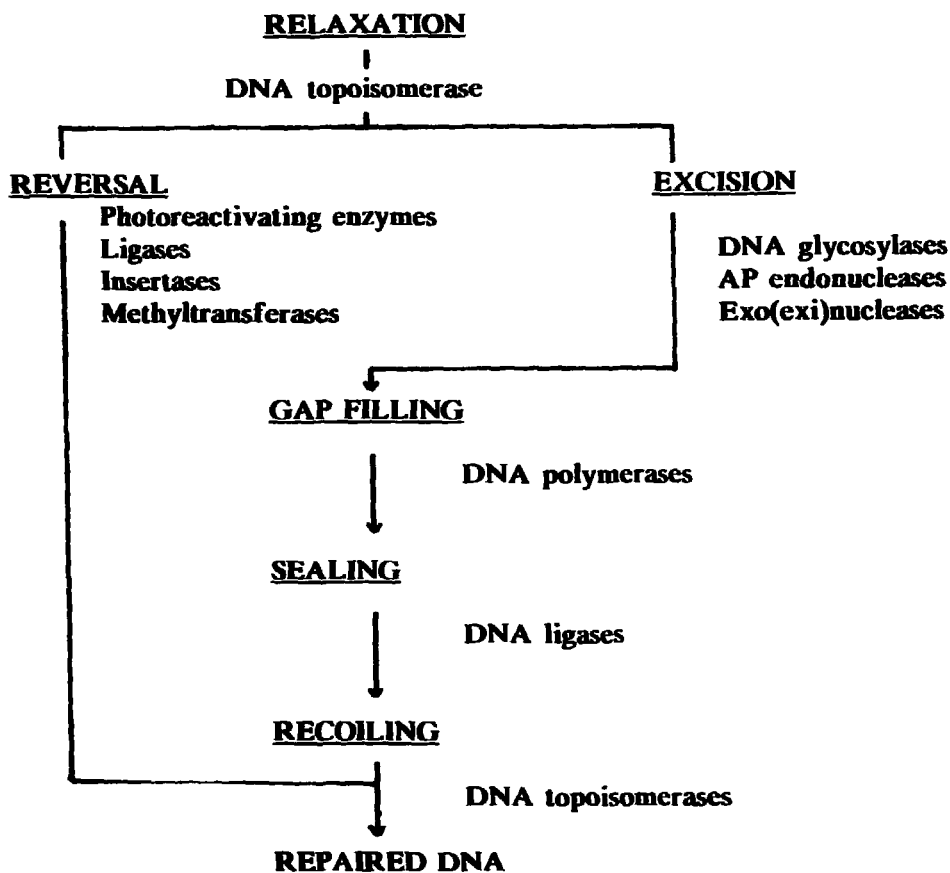 RELAXATION
DNA topoisomerase
REVERSAL
Photoreactivating enzymes
Ligases
Insertases
Methyltransferases
EXCISION
DNA glycosylases
AP endonucleases
Exo(exi)nucleases
GAP FILLING
DNA polymerases
SEALING
DNA ligases
RECOILING
DNA topoisomerases
REPAIRED DNA